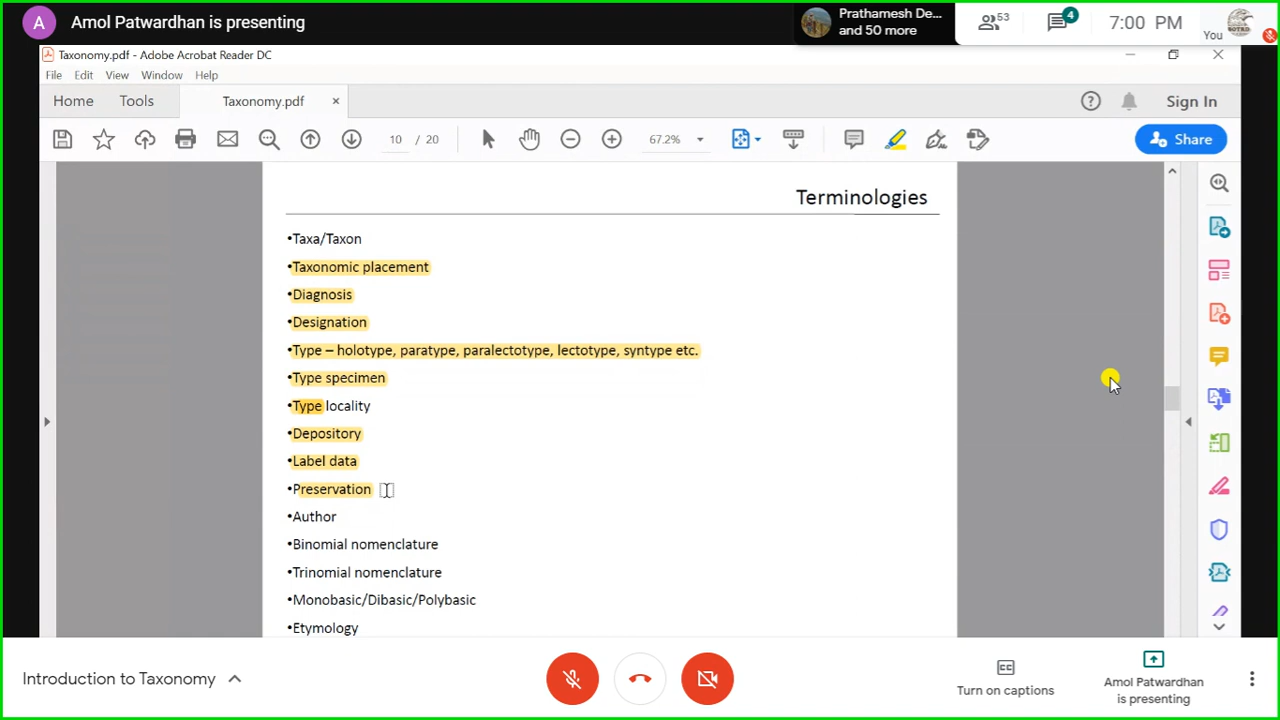 A Amol Patwardhan is presenting
Prathamesh De...
and 50 more
53
4
7:00 PM
You
Taxonomy.pdf - Adobe Acrobat Reader DC
File Edit View Window Help
Home Tools Taxonomy.pdf × Sign In
10 / 20 67.2% Share
Terminologies
•Taxa/Taxon
•Taxonomic placement
•Diagnosis
•Designation
•Type – holotype, paratype, paralectotype, lectotype, syntype etc.
•Type specimen
•Type locality
•Depository
•Label data
•Preservation
•Author
•Binomial nomenclature
•Trinomial nomenclature
•Monobasic/Dibasic/Polybasic
•Etymology
Introduction to Taxonomy
CC
Turn on captions
Amol Patwardhan
is presenting